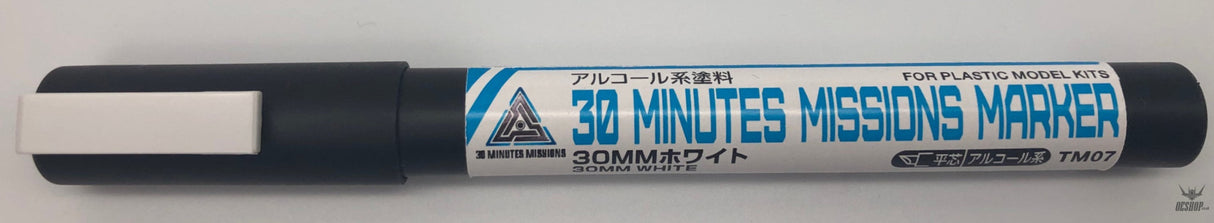 アルコール系塗料
FOR PLASTIC MODEL KITS
30 MINUTES MISSIONS MARKER
30 MINUTES MISSIONS
30MMホワイト
30MM WHITE
平芯 アルコール系 TM07
GCSHOP